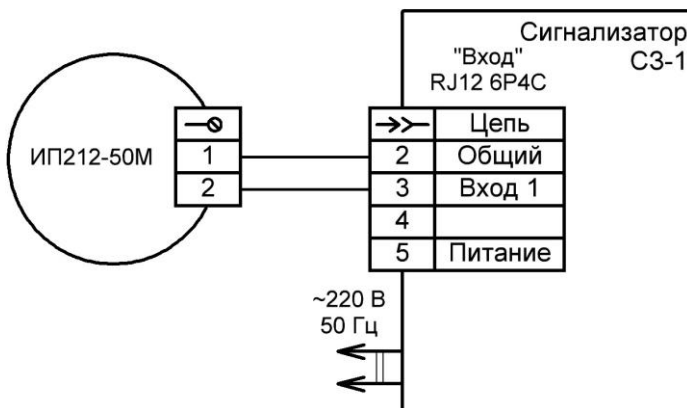 Сигнализатор
СЗ-1
"Вход"
RJ12 6P4C
ИП212-50М
Цепь
1 2 Общий
2 3 Вход 1
4
5 Питание
~220 В
50 Гц